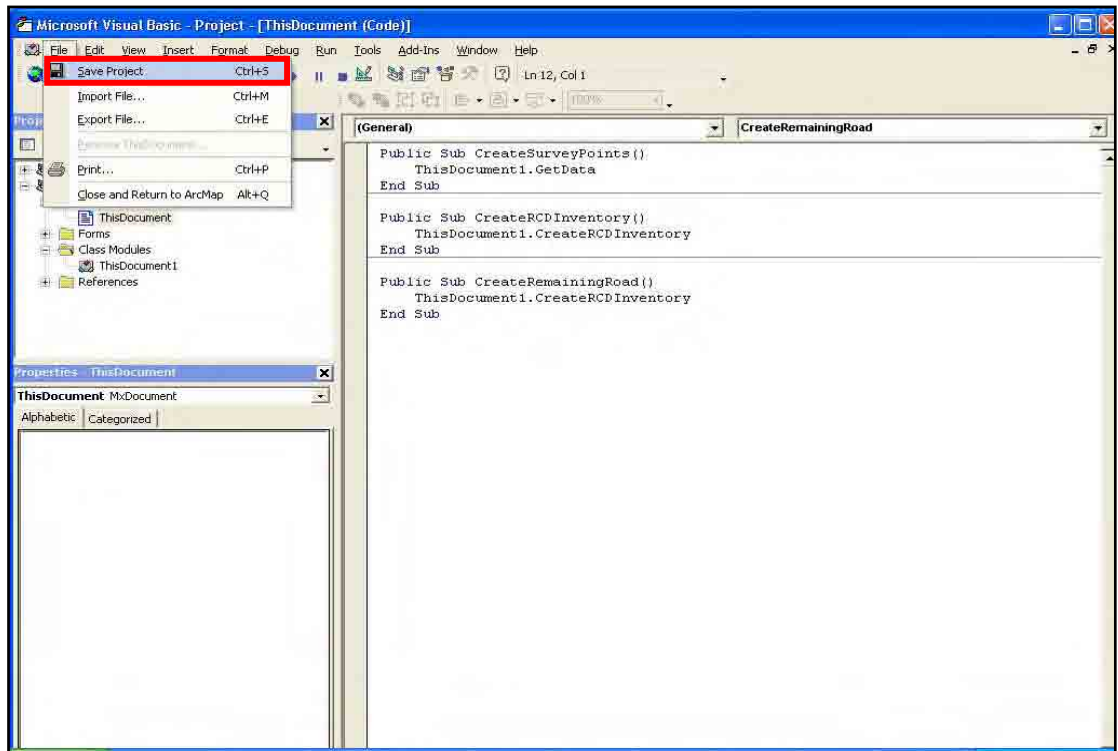 Microsoft Visual Basic - Project - [ThisDocument (Code)]
File Edit View Insert Format Debug Run Tools Add-Ins Window Help
Save Project Ctrl+S
Ln 12, Col 1
Import File... Ctrl+M
100%
Export File... Ctrl+E
(General) CreateRemainingRoad
Remove ThisDocument...
Print... Ctrl+P
Close and Return to ArcMap Alt+Q
ThisDocument
Forms
Class Modules
ThisDocument1
References
Public Sub CreateSurveyPoints()
ThisDocument1.GetData
End Sub
Public Sub CreateRCDInventory()
ThisDocument1.CreateRCDInventory
End Sub
Public Sub CreateRemainingRoad()
ThisDocument1.CreateRCDInventory
End Sub
Properties - ThisDocument
ThisDocument MxDocument
Alphabetic Categorized